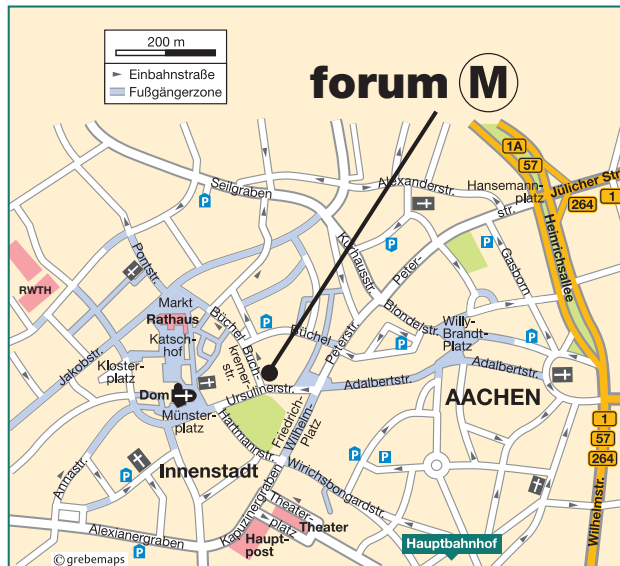 200 m
Einbahnstraße
Fußgängerzone
forum M
1A
57
Jülicher Str.
264
1
Hansemann-
platz
Alexanderstr.
Seilgraben
P
Kurhausstr.
Peter-
str.
Gasborn
Heinrichsallee
P
P
Pontstr.
RWTH
Markt
Rathaus
Katsch-
hof
Büchel
P
Büchel
Peterstr.
Blondelstr.
Willy-
Brandt-
Platz
P
Adalbertstr.
Adalbertstr.
Jakobstr.
Kloster-
platz
Buch-
kremer-
str.
Ursulinerstr.
Dom
Münster-
platz
Hartmannstr.
Friedrich-
Wilhelm-
Platz
AACHEN
1
57
264
Innenstadt
Annastr.
P
Wirichsbongardstr.
P
P
P
Kapuzinergraben
Theater-
platz
Theater
Haupt-
post
Alexianergraben
P
Hauptbahnhof
Wilhelmstr.
© grebemaps